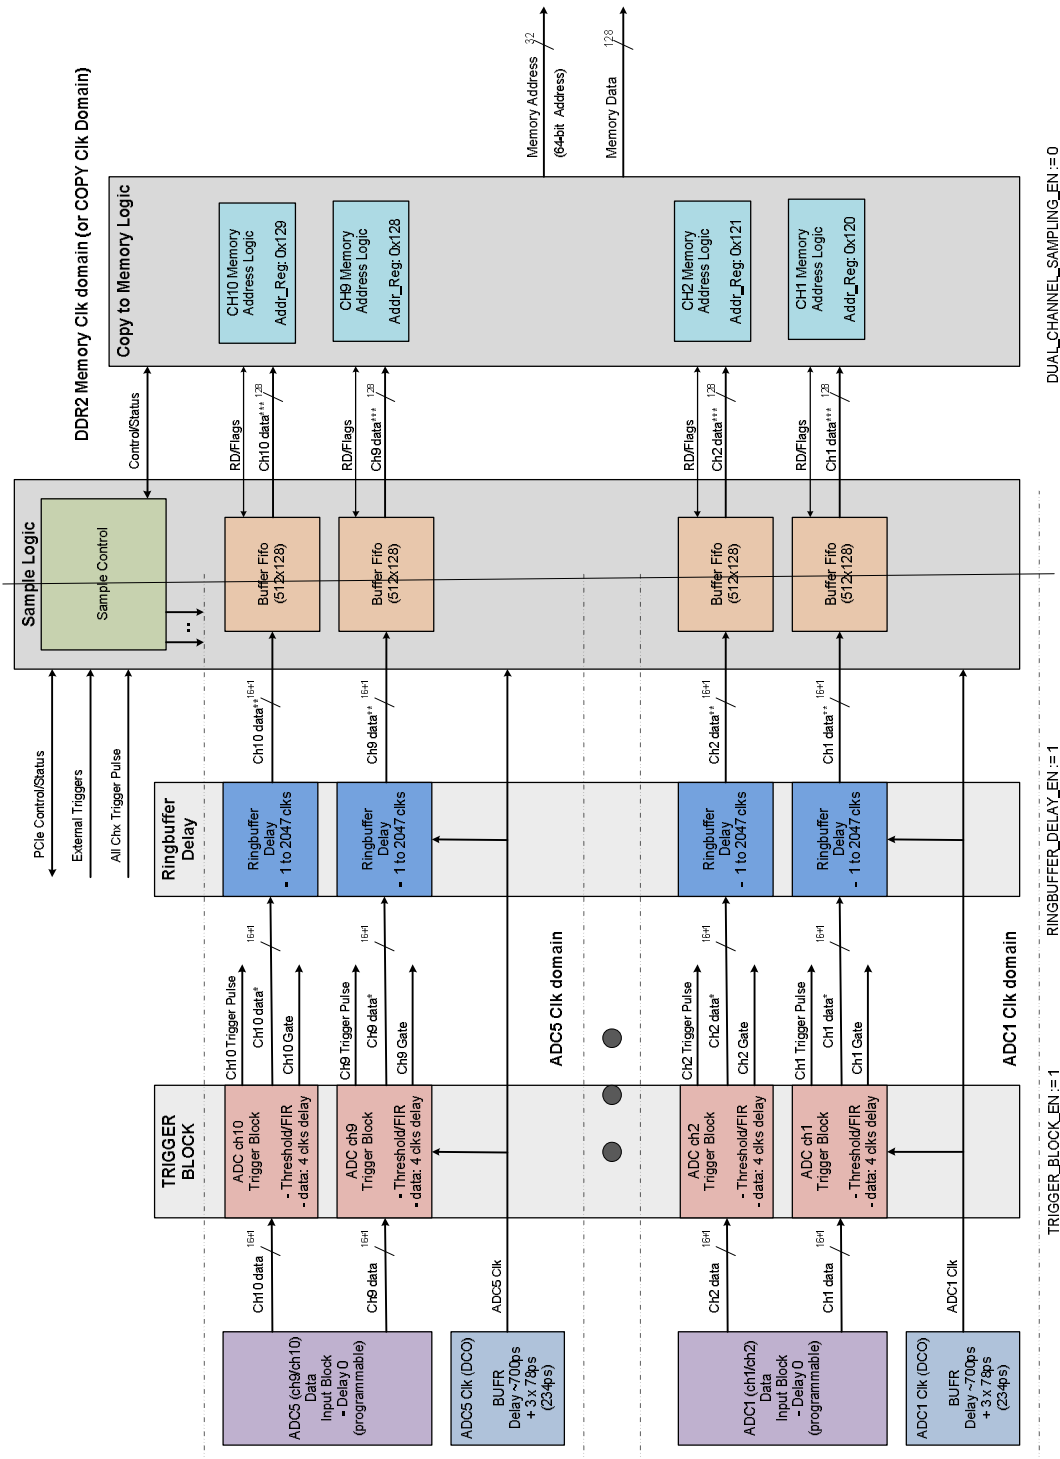 DDR2 Memory Clk domain (or COPY Clk Domain)
Copy to Memory Logic
CH10 Memory
Address Logic
Addr_Reg: 0x129
CH9 Memory
Address Logic
Addr_Reg: 0x128
CH2 Memory
Address Logic
Addr_Reg: 0x121
CH1 Memory
Address Logic
Addr_Reg: 0x120
Memory Address
32
(64-bit Address)
Memory Data
128
DUAL_CHANNEL_SAMPLING_EN := 0
Control/Status
RD/Flags
Ch10 data***
128
RD/Flags
Ch9 data***
128
RD/Flags
Ch2 data***
128
RD/Flags
Ch1 data***
128
Sample Logic
Sample Control
..
Buffer Fifo
(512x128)
Buffer Fifo
(512x128)
Buffer Fifo
(512x128)
Buffer Fifo
(512x128)
PCIe Control/Status
External Triggers
All Chx Trigger Pulse
Ch10 data**
16+1
Ch9 data**
16+1
Ch2 data**
16+1
Ch1 data**
16+1
Ringbuffer
Delay
Ringbuffer
Delay
- 1 to 2047 clks
Ringbuffer
Delay
- 1 to 2047 clks
Ringbuffer
Delay
- 1 to 2047 clks
Ringbuffer
Delay
- 1 to 2047 clks
RINGBUFFER_DELAY_EN := 1
Ch10 Trigger Pulse
Ch10 data*
16+1
Ch10 Gate
Ch9 Trigger Pulse
Ch9 data*
16+1
Ch9 Gate
ADC5 Clk domain
Ch2 Trigger Pulse
Ch2 data*
16+1
Ch2 Gate
Ch1 Trigger Pulse
Ch1 data*
16+1
Ch1 Gate
ADC1 Clk domain
TRIGGER
BLOCK
ADC ch10
Trigger Block
- Threshold/FIR
- data: 4 clks delay
ADC ch9
Trigger Block
- Threshold/FIR
- data: 4 clks delay
ADC ch2
Trigger Block
- Threshold/FIR
- data: 4 clks delay
ADC ch1
Trigger Block
- Threshold/FIR
- data: 4 clks delay
TRIGGER_BLOCK_EN := 1
Ch10 data
16+1
Ch9 data
16+1
ADC5 Clk
Ch2 data
16+1
Ch1 data
16+1
ADC1 Clk
ADC5 (ch9/ch10)
Data
Input Block
- Delay 0
(programmable)
ADC5 Clk (DCO)
BUFR
Delay ~700ps
+ 3 x 78ps
(234ps)
ADC1 (ch1/ch2)
Data
Input Block
- Delay 0
(programmable)
ADC1 Clk (DCO)
BUFR
Delay ~700ps
+ 3 x 78ps
(234ps)